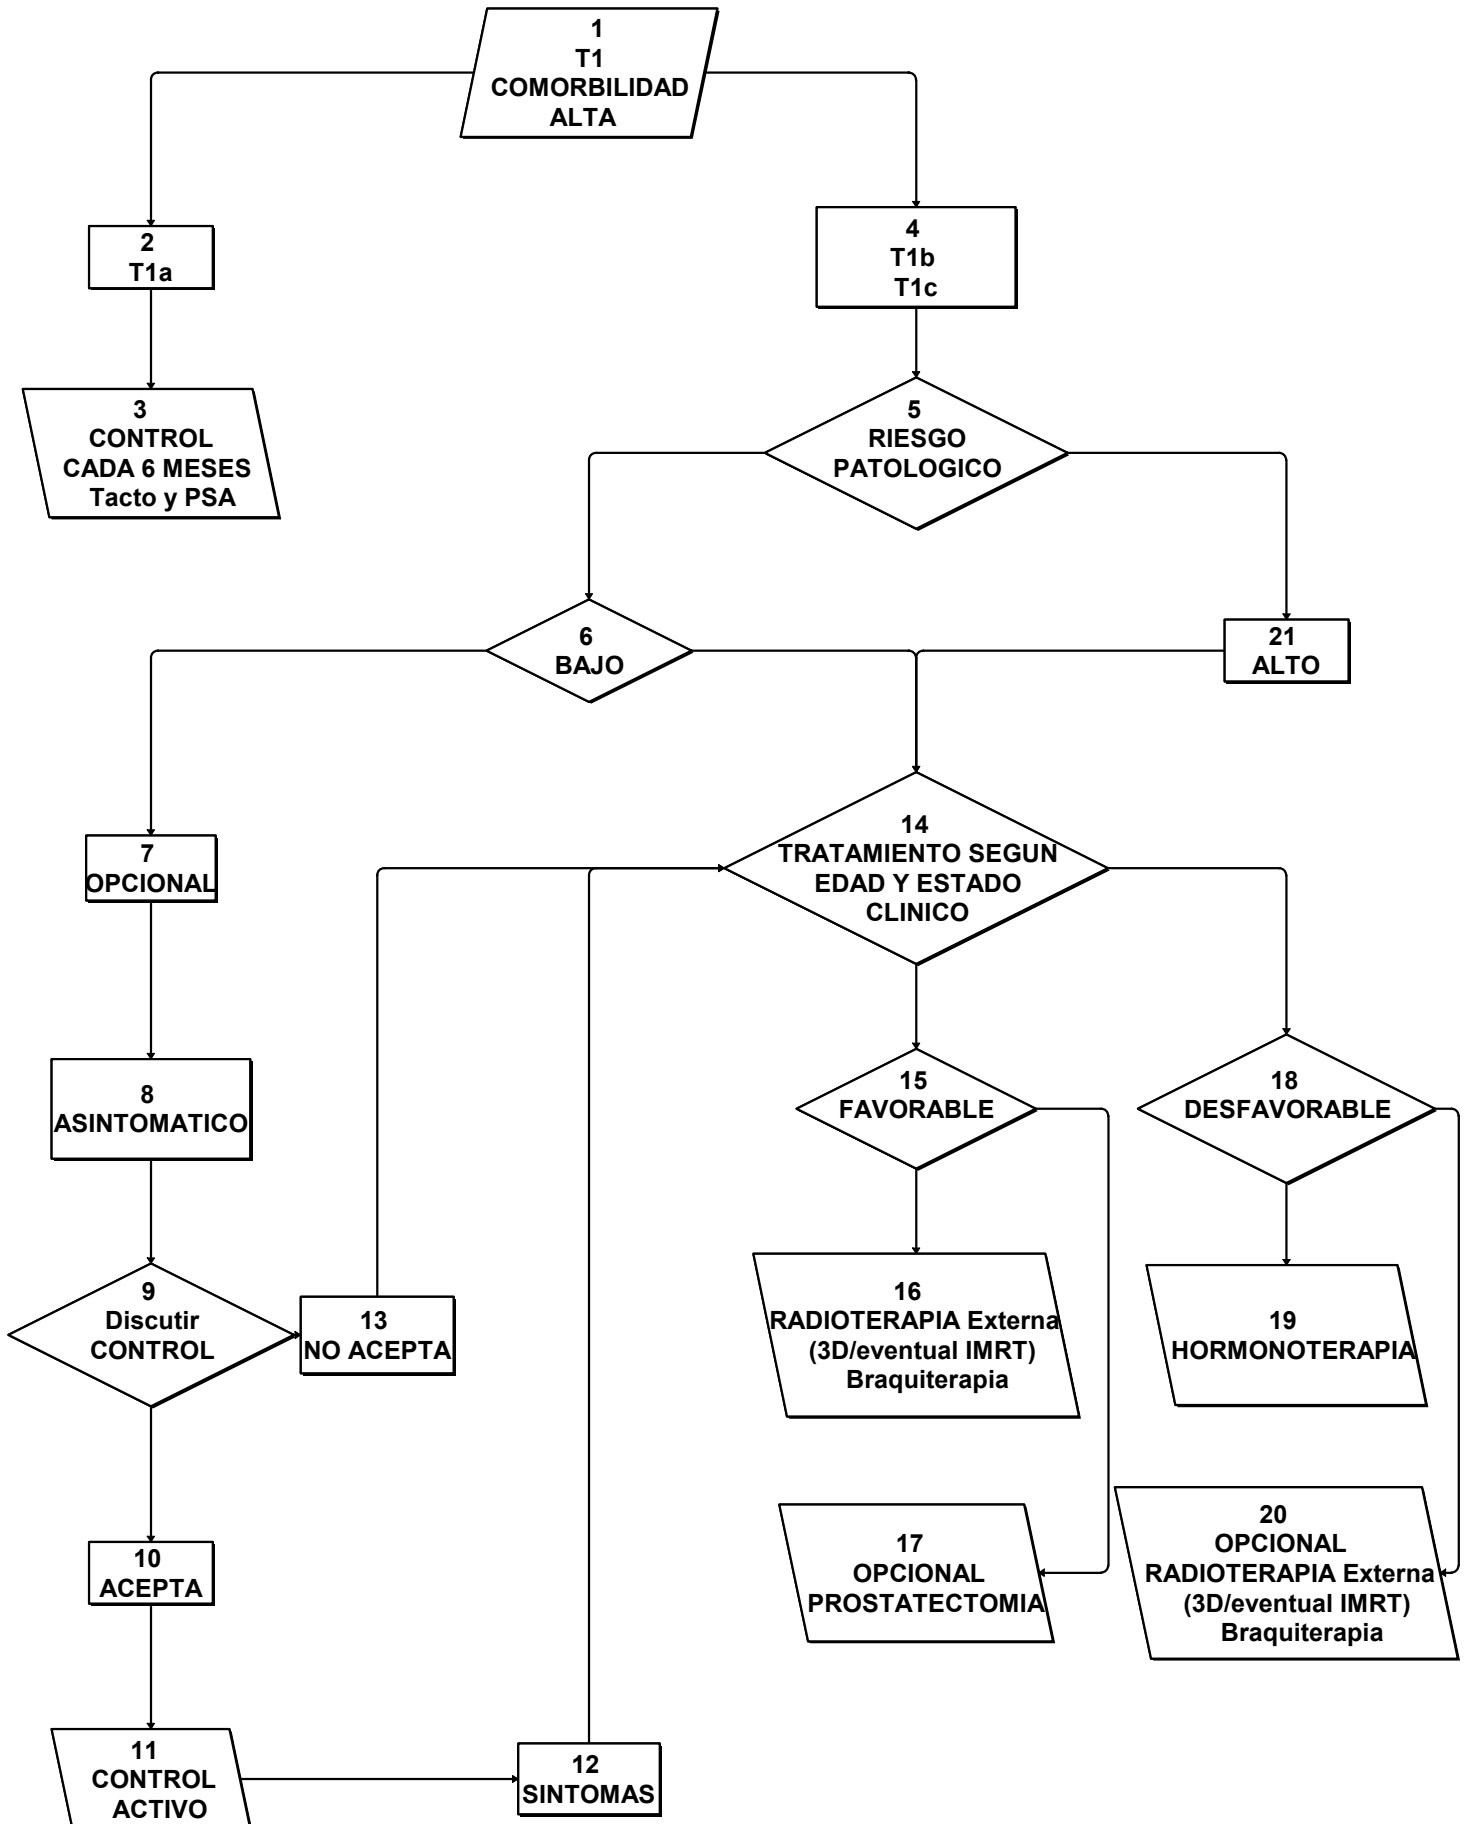 1
T1
COMORBILIDAD
ALTA
2
T1a
4
T1b
T1c
3
CONTROL
CADA 6 MESES
Tacto y PSA
5
RIESGO
PATOLOGICO
6
BAJO
21
ALTO
7
OPCIONAL
14
TRATAMIENTO SEGUN
EDAD Y ESTADO
CLINICO
8
ASINTOMATICO
15
FAVORABLE
18
DESFAVORABLE
9
Discutir
CONTROL
13
NO ACEPTA
16
RADIOTERAPIA Externa
(3D/eventual IMRT)
Braquiterapia
19
HORMONOTERAPIA
10
ACEPTA
17
OPCIONAL
PROSTATECTOMIA
20
OPCIONAL
RADIOTERAPIA Externa
(3D/eventual IMRT)
Braquiterapia
11
CONTROL
ACTIVO
12
SINTOMAS